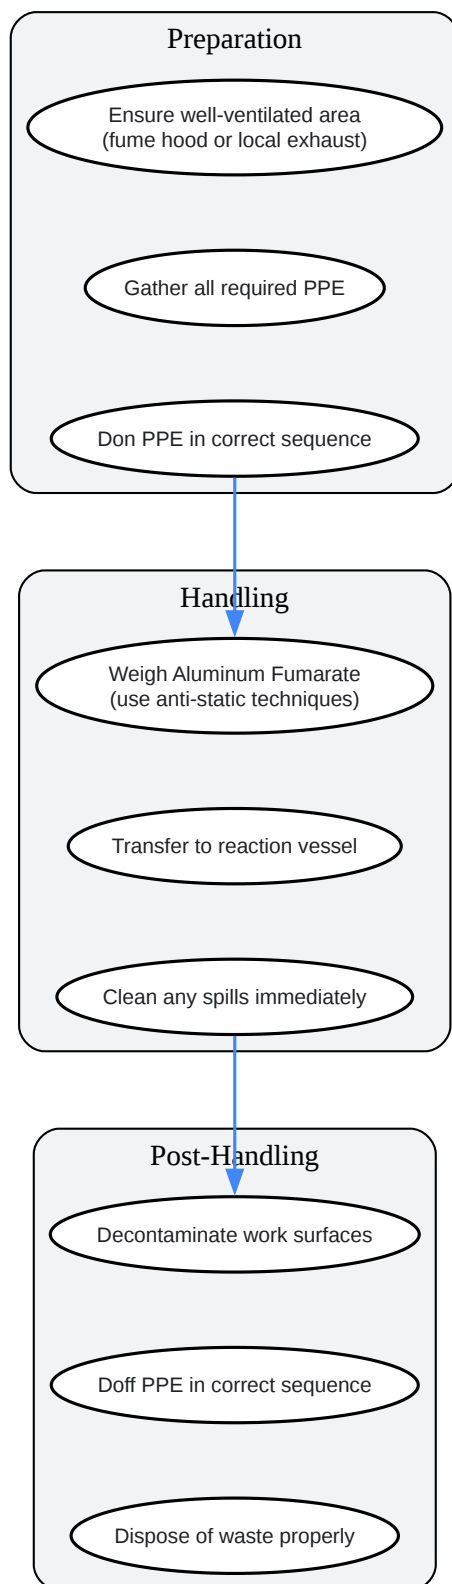 Preparation
Ensure well-ventilated area
(fume hood or local exhaust)
Gather all required PPE
Don PPE in correct sequence
Handling
Weigh Aluminum Fumarate
(use anti-static techniques)
Transfer to reaction vessel
Clean any spills immediately
Post-Handling
Decontaminate work surfaces
Doff PPE in correct sequence
Dispose of waste properly